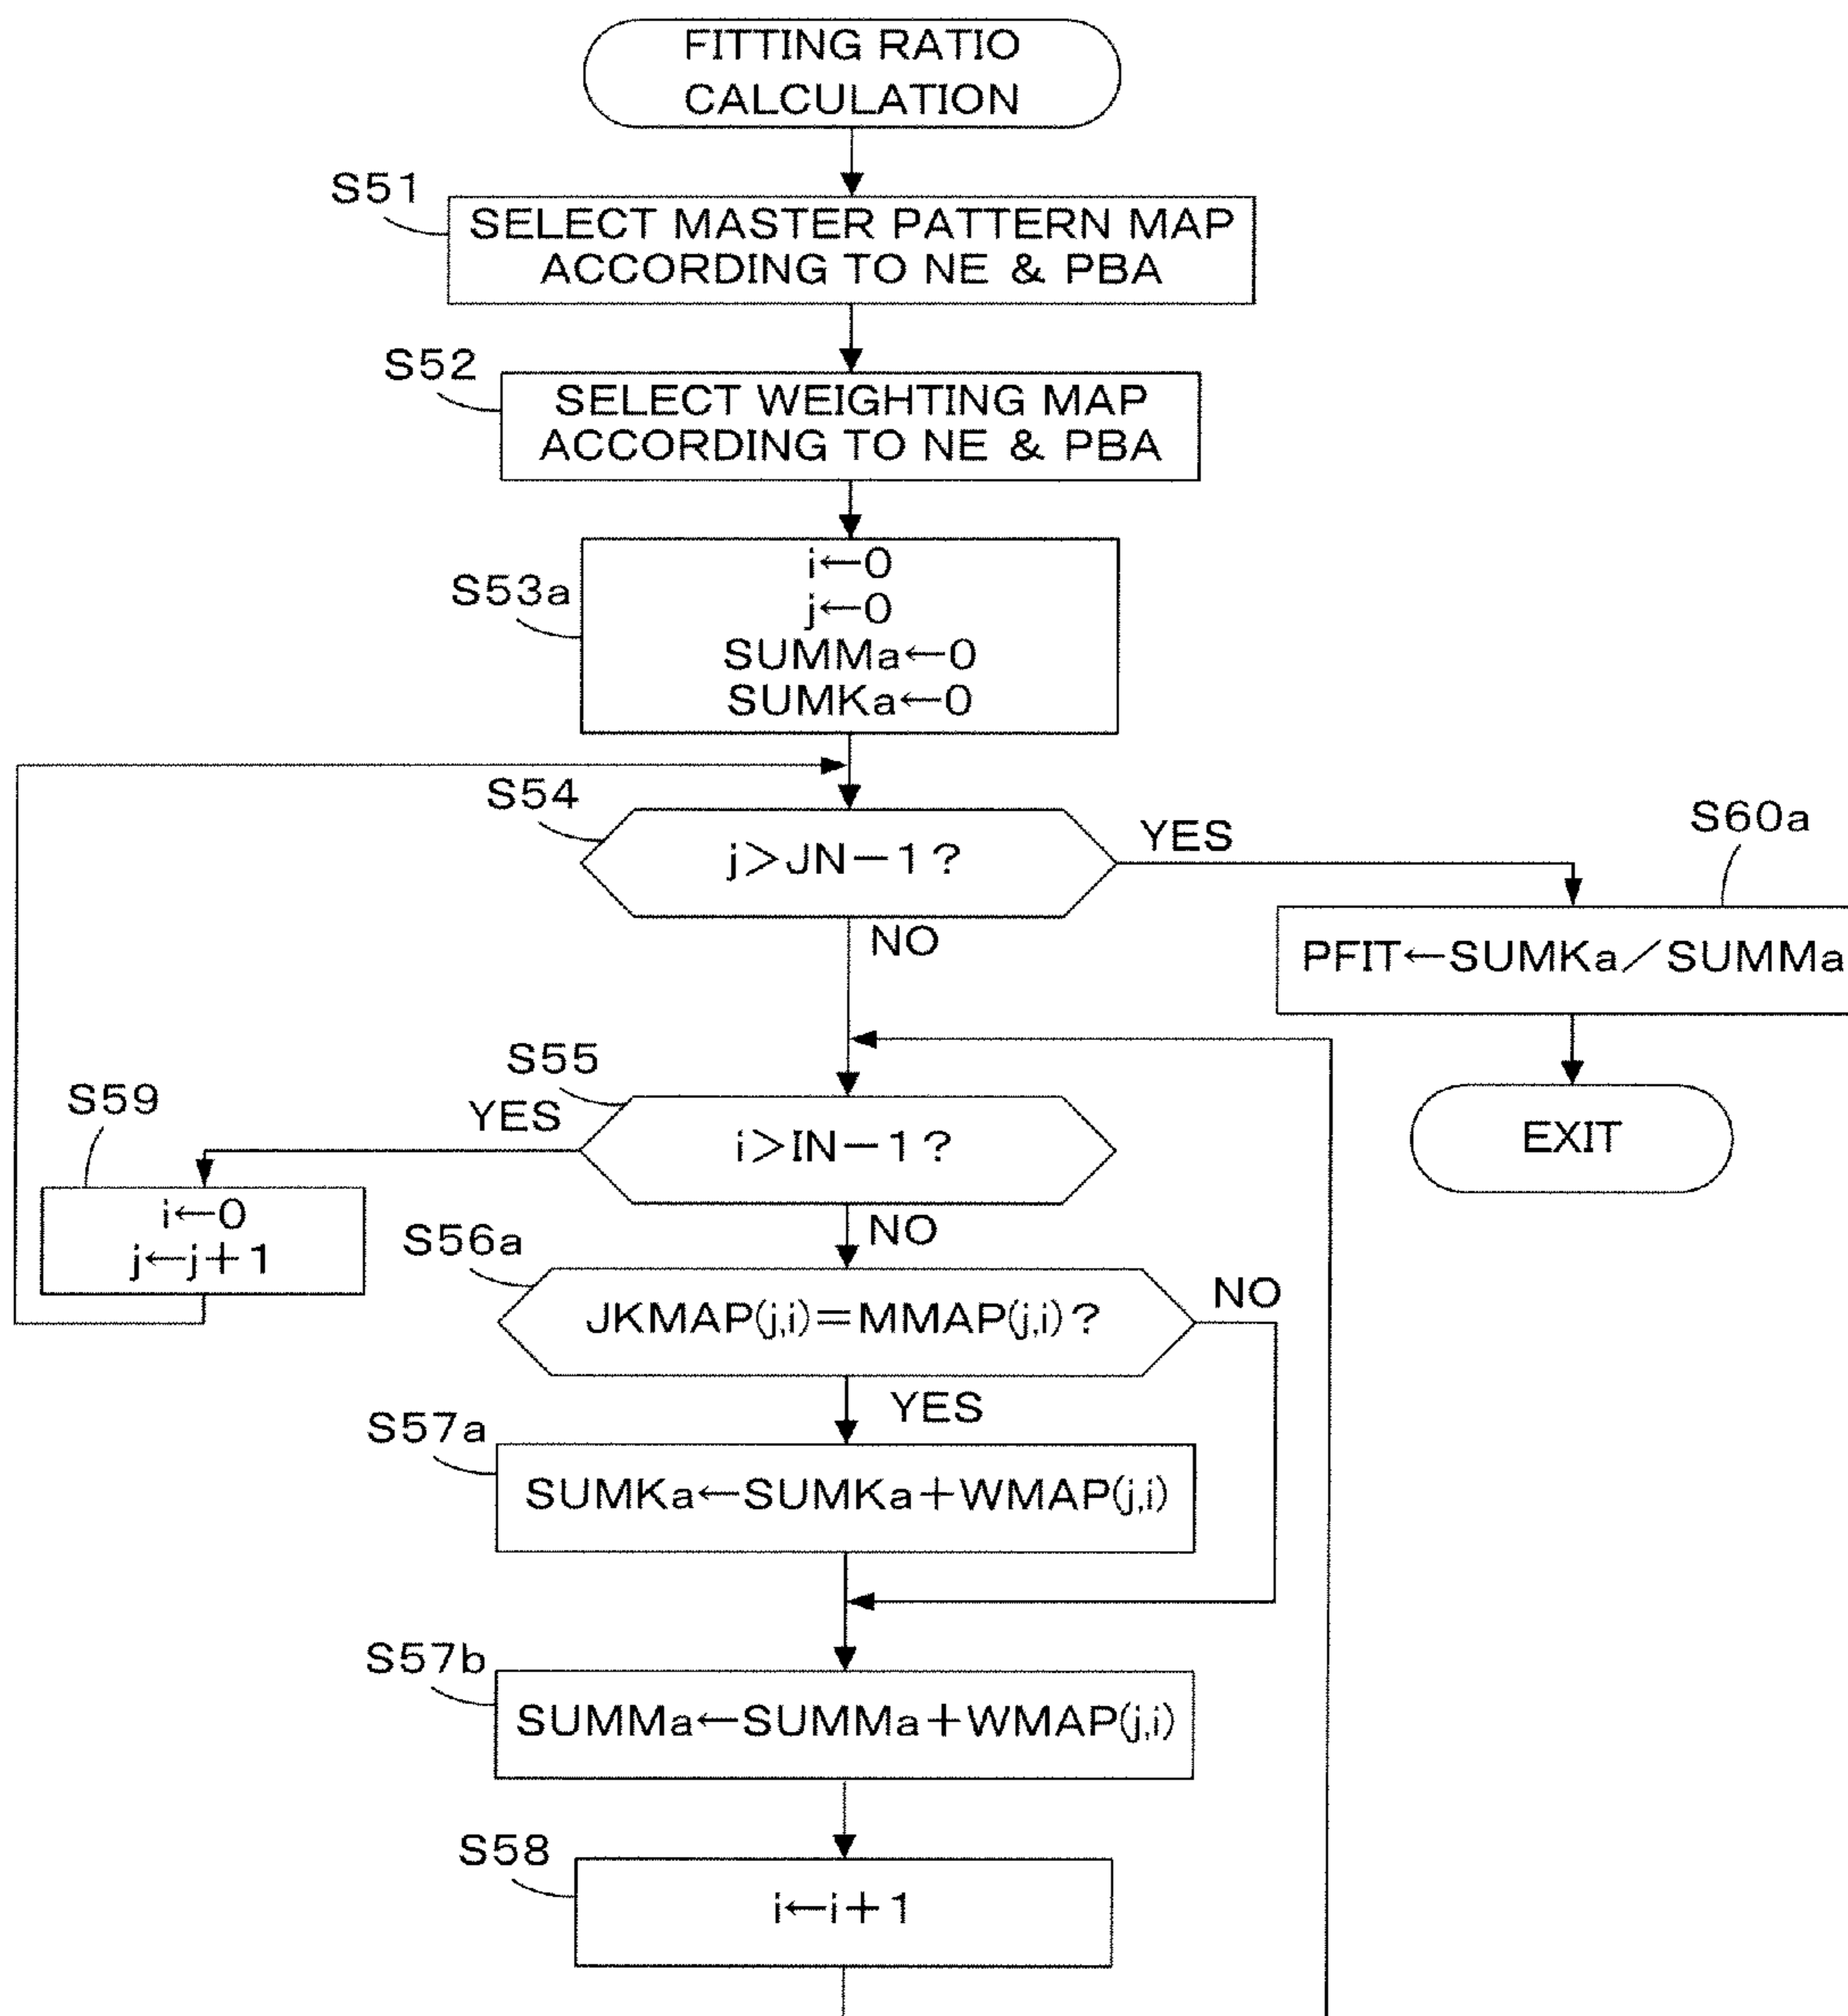 FITTING RATIO
CALCULATION
S51
SELECT MASTER PATTERN MAP
ACCORDING TO NE & PBA
S52
SELECT WEIGHTING MAP
ACCORDING TO NE & PBA
S53a
i←0
j←0
SUMMa←0
SUMKa←0
S54
j>JN-1?
YES
NO
S60a
PFIT←SUMKa/SUMMa
EXIT
S55
i>IN-1?
YES
NO
S59
i←0
j←j+1
S56a
JKMAP(j,i)=MMAP(j,i)?
NO
YES
S57a
SUMKa←SUMKa+WMAP(j,i)
S57b
SUMMa←SUMMa+WMAP(j,i)
S58
i←i+1